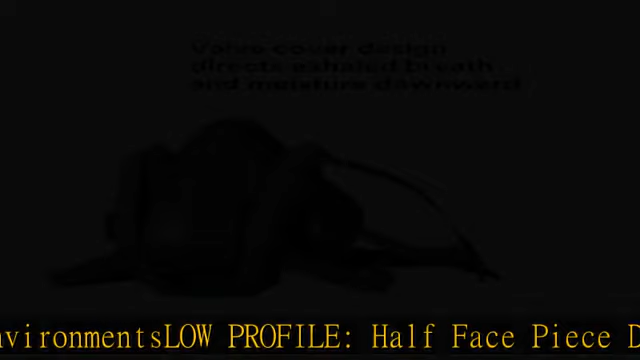 Valve cover design
directs exhaled breath
and moisture downward
nvironmentsLOW PROFILE: Half Face Piece D